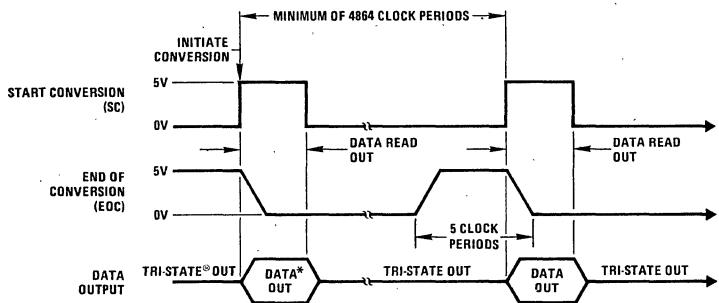 MINIMUM OF 4864 CLOCK PERIODS
INITIATE
CONVERSION
START CONVERSION
(SC)
5V
0V
DATA READ
OUT
DATA READ
OUT
END OF
CONVERSION
(EOC)
5V
0V
5 CLOCK
PERIODS
DATA
OUTPUT
TRI-STATE® OUT
DATA*
OUT
TRI-STATE OUT
DATA
OUT
TRI-STATE OUT